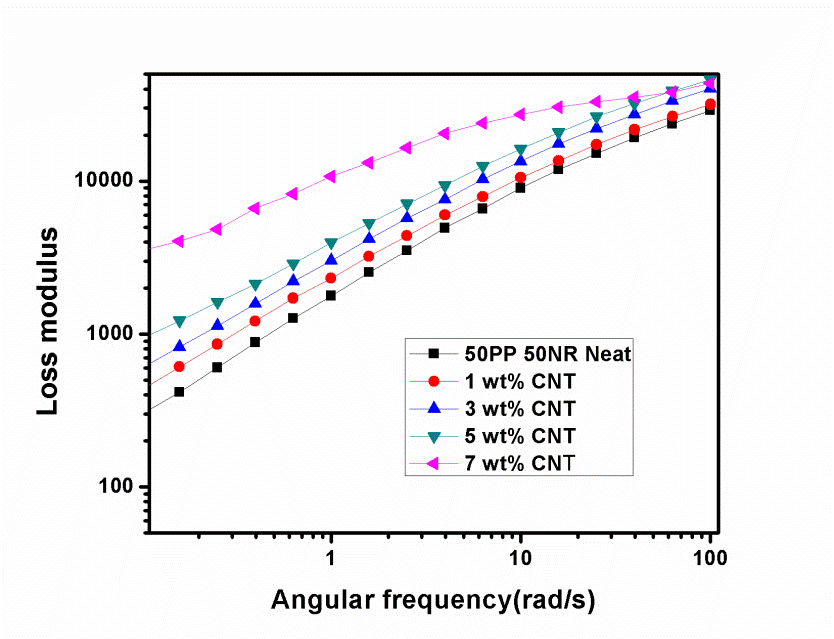 10000
1000
100
Loss modulus
50PP 50NR Neat
1 wt% CNT
3 wt% CNT
5 wt% CNT
7 wt% CNT
1
10
100
Angular frequency(rad/s)